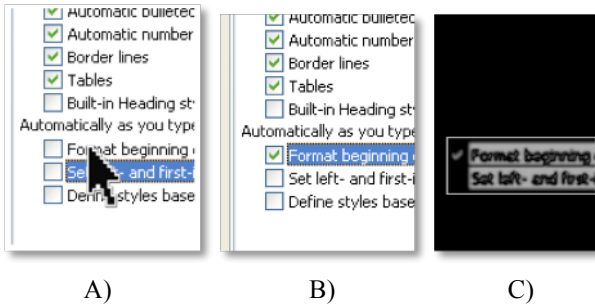 Automatic bulleted
Automatic number
Border lines
Tables
Built-in Heading st
Automatically as you type
Format beginning
and first-i
styles base
Automatic bulleted
Automatic number
Border lines
Tables
Built-in Heading st
Automatically as you type
Format beginning
Set left- and first-i
Define styles base
Format beginning
Set left- and first-i
A) B) C)